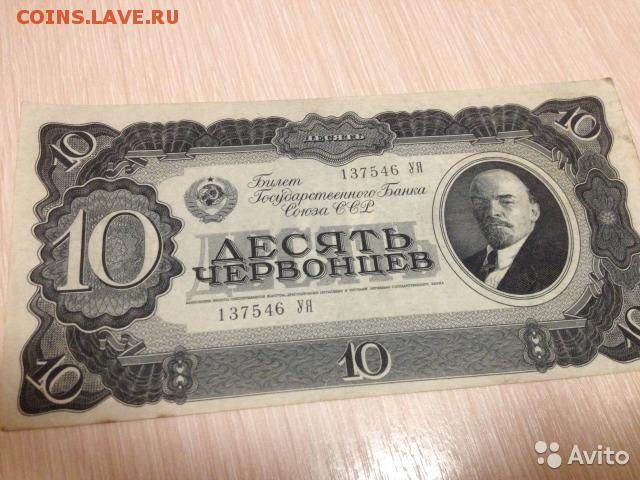 COINS.LAVE.RU
10
ДЕСЯТЬ
10
137546 УЯ
Билет
Государственного Банка
Союза ССР
10
ДЕСЯТЬ
ЧЕРВОНЦЕВ
137546 УЯ
10
10
10
Avito